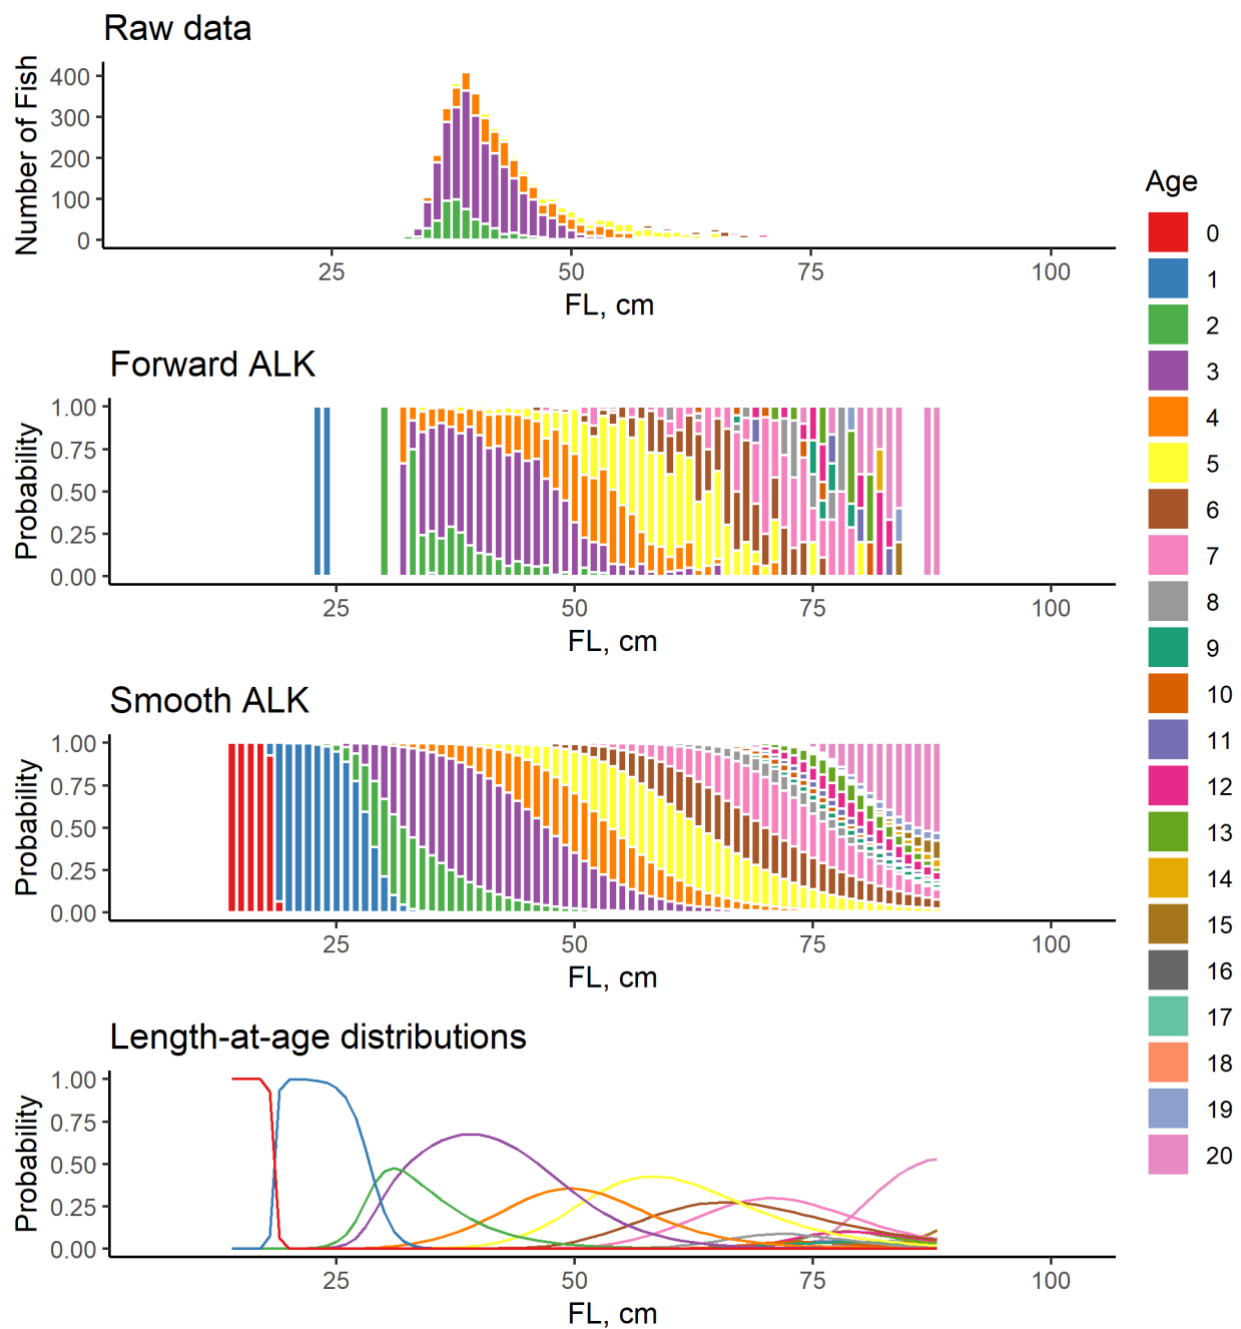 Raw data
Number of Fish
400
300
200
100
0
25 50 75 100
FL, cm
Forward ALK
Probability
1.00
0.75
0.50
0.25
0.00
25 50 75 100
FL, cm
Smooth ALK
Probability
1.00
0.75
0.50
0.25
0.00
25 50 75 100
FL, cm
Length-at-age distributions
Probability
1.00
0.75
0.50
0.25
0.00
25 50 75 100
FL, cm
Age
0
1
2
3
4
5
6
7
8
9
10
11
12
13
14
15
16
17
18
19
20